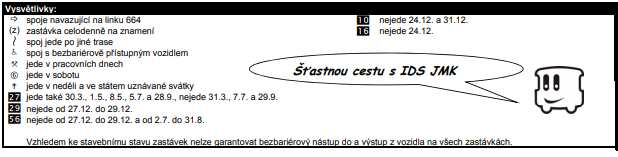 Vysvětlivky:
⇨ spoje navazující na linku 664
(z) zastávka celodenně na znamení
spoj jede po jiné trase
♿ spoj s bezbariérově přístupným vozidlem
⚒ jede v pracovních dnech
⑥ jede v sobotu
✝ jede v neděli a ve státem uznávané svátky
27 jede také 30.3., 1.5., 8.5., 5.7. a 28.9., nejede 31.3., 7.7. a 29.9.
29 nejede od 27.12. do 29.12.
56 nejede od 27.12. do 29.12. a od 2.7. do 31.8.
10 nejede 24.12. a 31.12.
16 nejede 24.12.
Šťastnou cestu s IDS JMK
Vzhledem ke stavebnímu stavu zastávek nelze garantovat bezbariérový nástup do a výstup z vozidla na všech zastávkách.